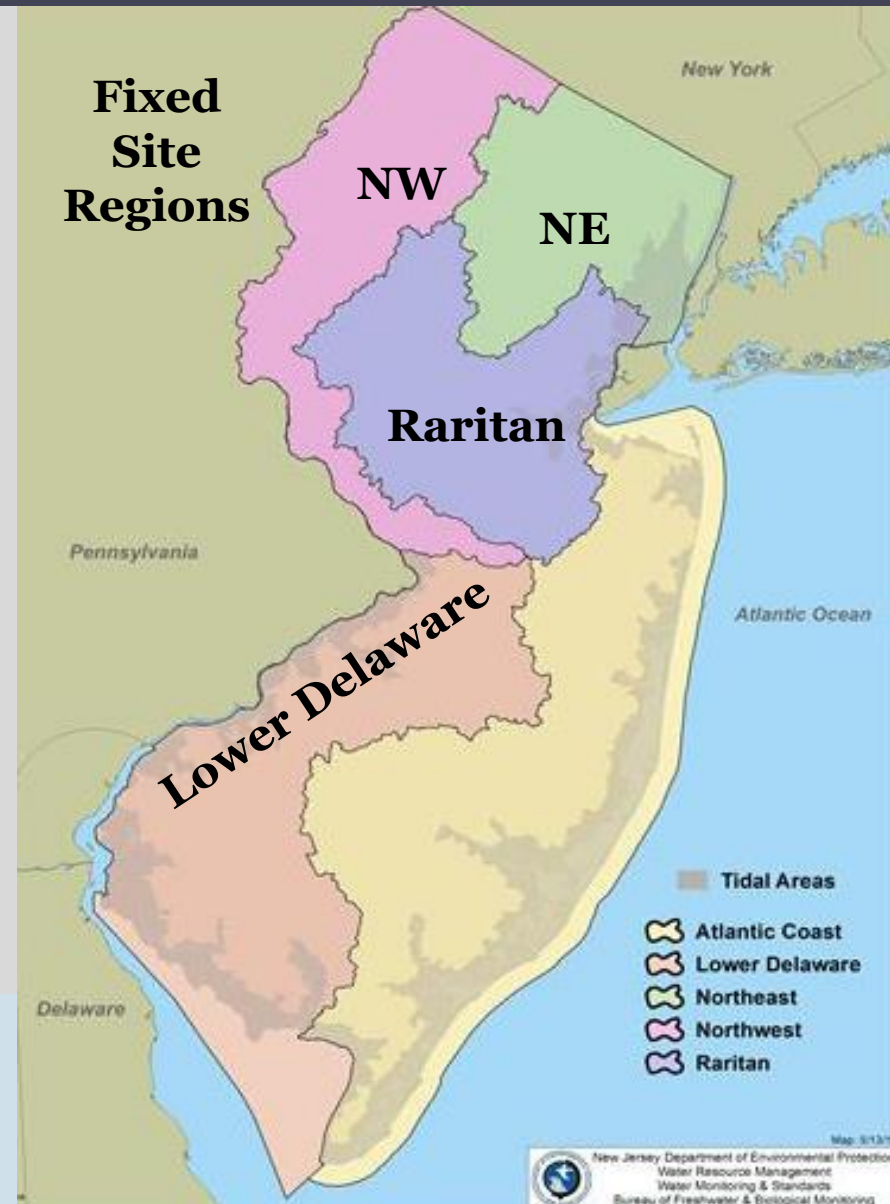 Fixed
Site
Regions
New York
NW
NE
Raritan
Pennsylvania
Lower Delaware
Atlantic Ocean
Tidal Areas
Atlantic Coast
Lower Delaware
Northeast
Northwest
Raritan
Delaware
New Jersey Department of Environmental Protection
Water Resource Management
Water Monitoring & Standards
Bureau of Freshwater & Biological Monitoring